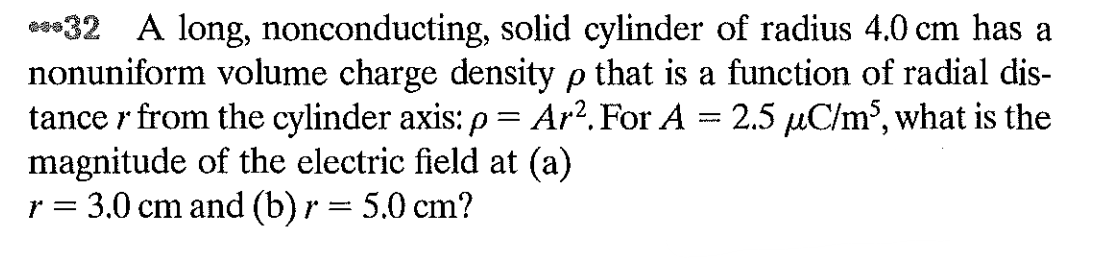 •••32 A long, nonconducting, solid cylinder of radius 4.0 cm has a
nonuniform volume charge density ρ that is a function of radial dis-
tance r from the cylinder axis: ρ = Ar². For A = 2.5 μC/m⁵, what is the
magnitude of the electric field at (a)
r = 3.0 cm and (b) r = 5.0 cm?